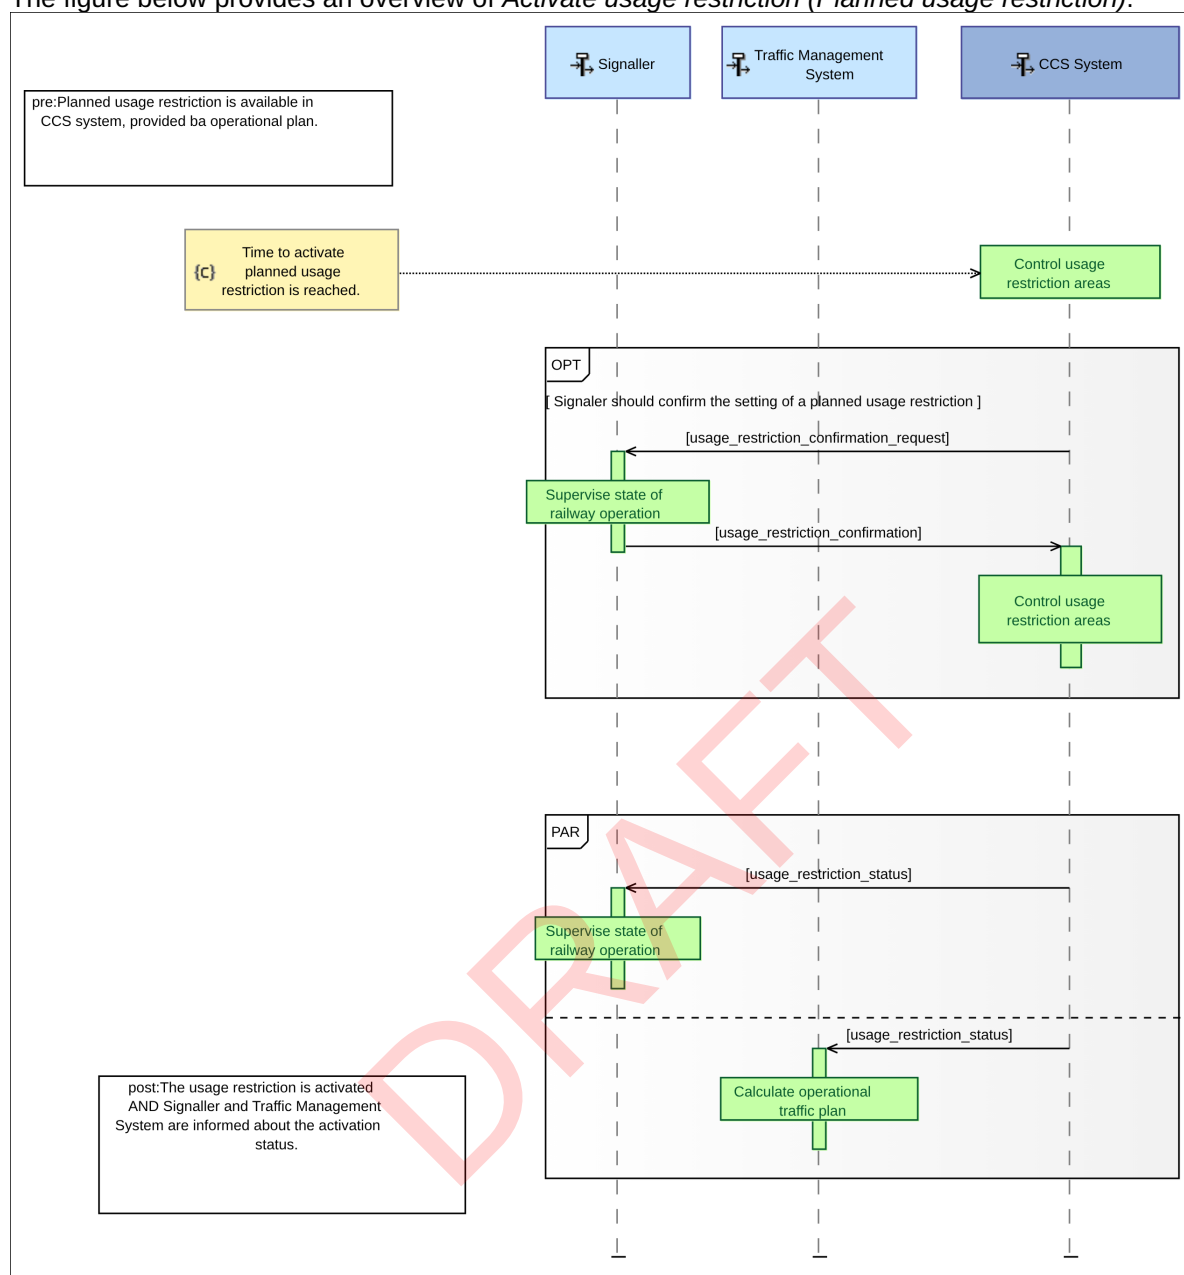 The figure below provides an overview of Activate usage restriction (Planned usage restriction).
Signaller
Traffic Management
System
CCS System
pre:Planned usage restriction is available in
CCS system, provided ba operational plan.
{c}
Time to activate
planned usage
restriction is reached.
Control usage
restriction areas
OPT
[ Signaler should confirm the setting of a planned usage restriction ]
[usage_restriction_confirmation_request]
Supervise state of
railway operation
[usage_restriction_confirmation]
Control usage
restriction areas
PAR
[usage_restriction_status]
Supervise state of
railway operation
[usage_restriction_status]
Calculate operational
traffic plan
post:The usage restriction is activated
AND Signaller and Traffic Management
System are informed about the activation
status.
DRAFT